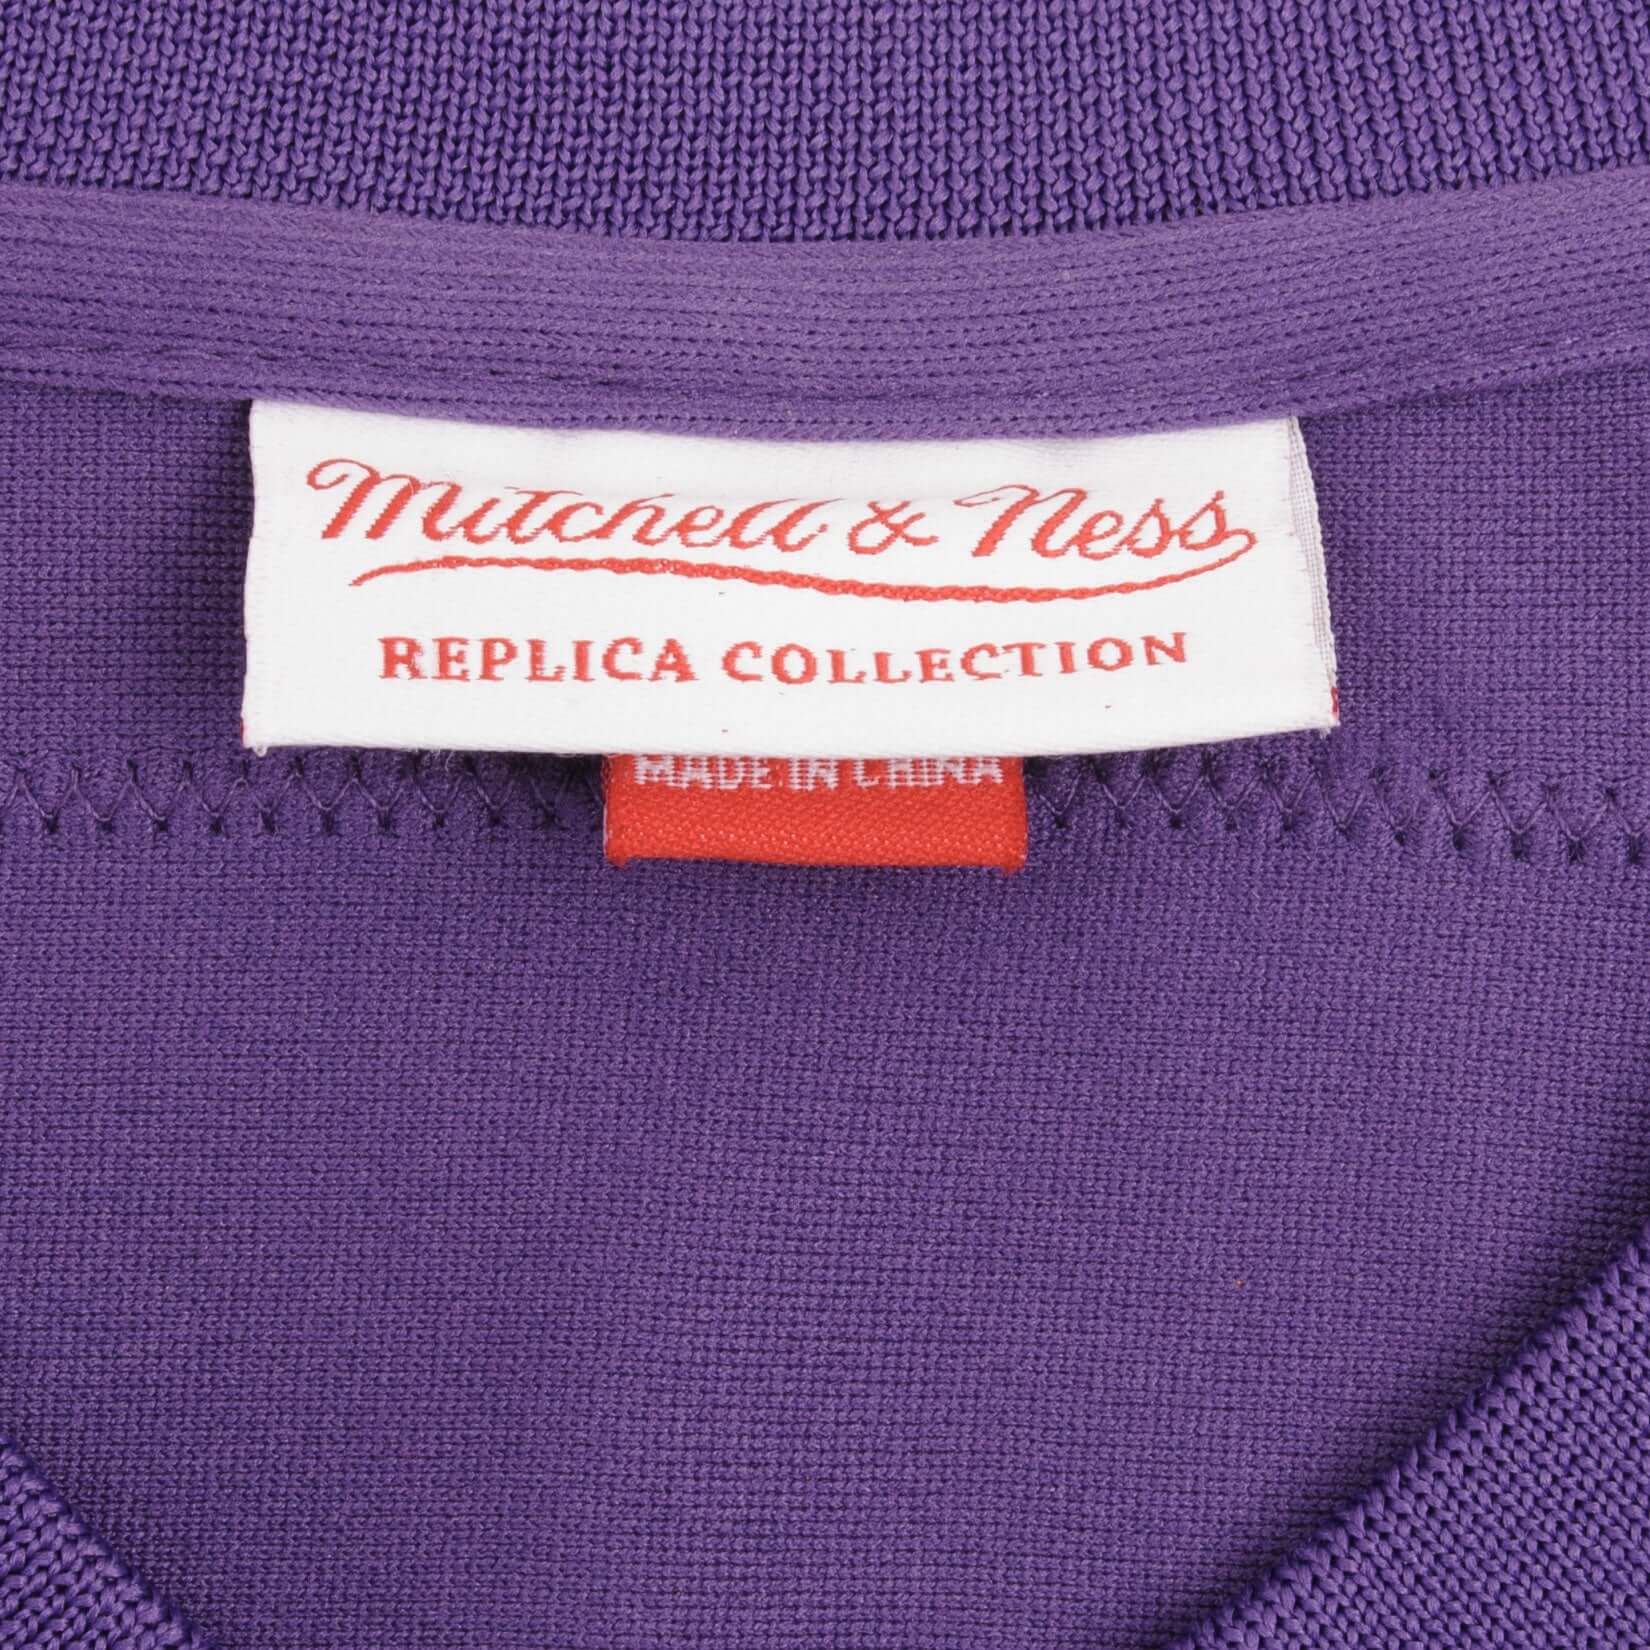 Mitchell & Ness
REPLICA COLLECTION
MADE IN CHINA